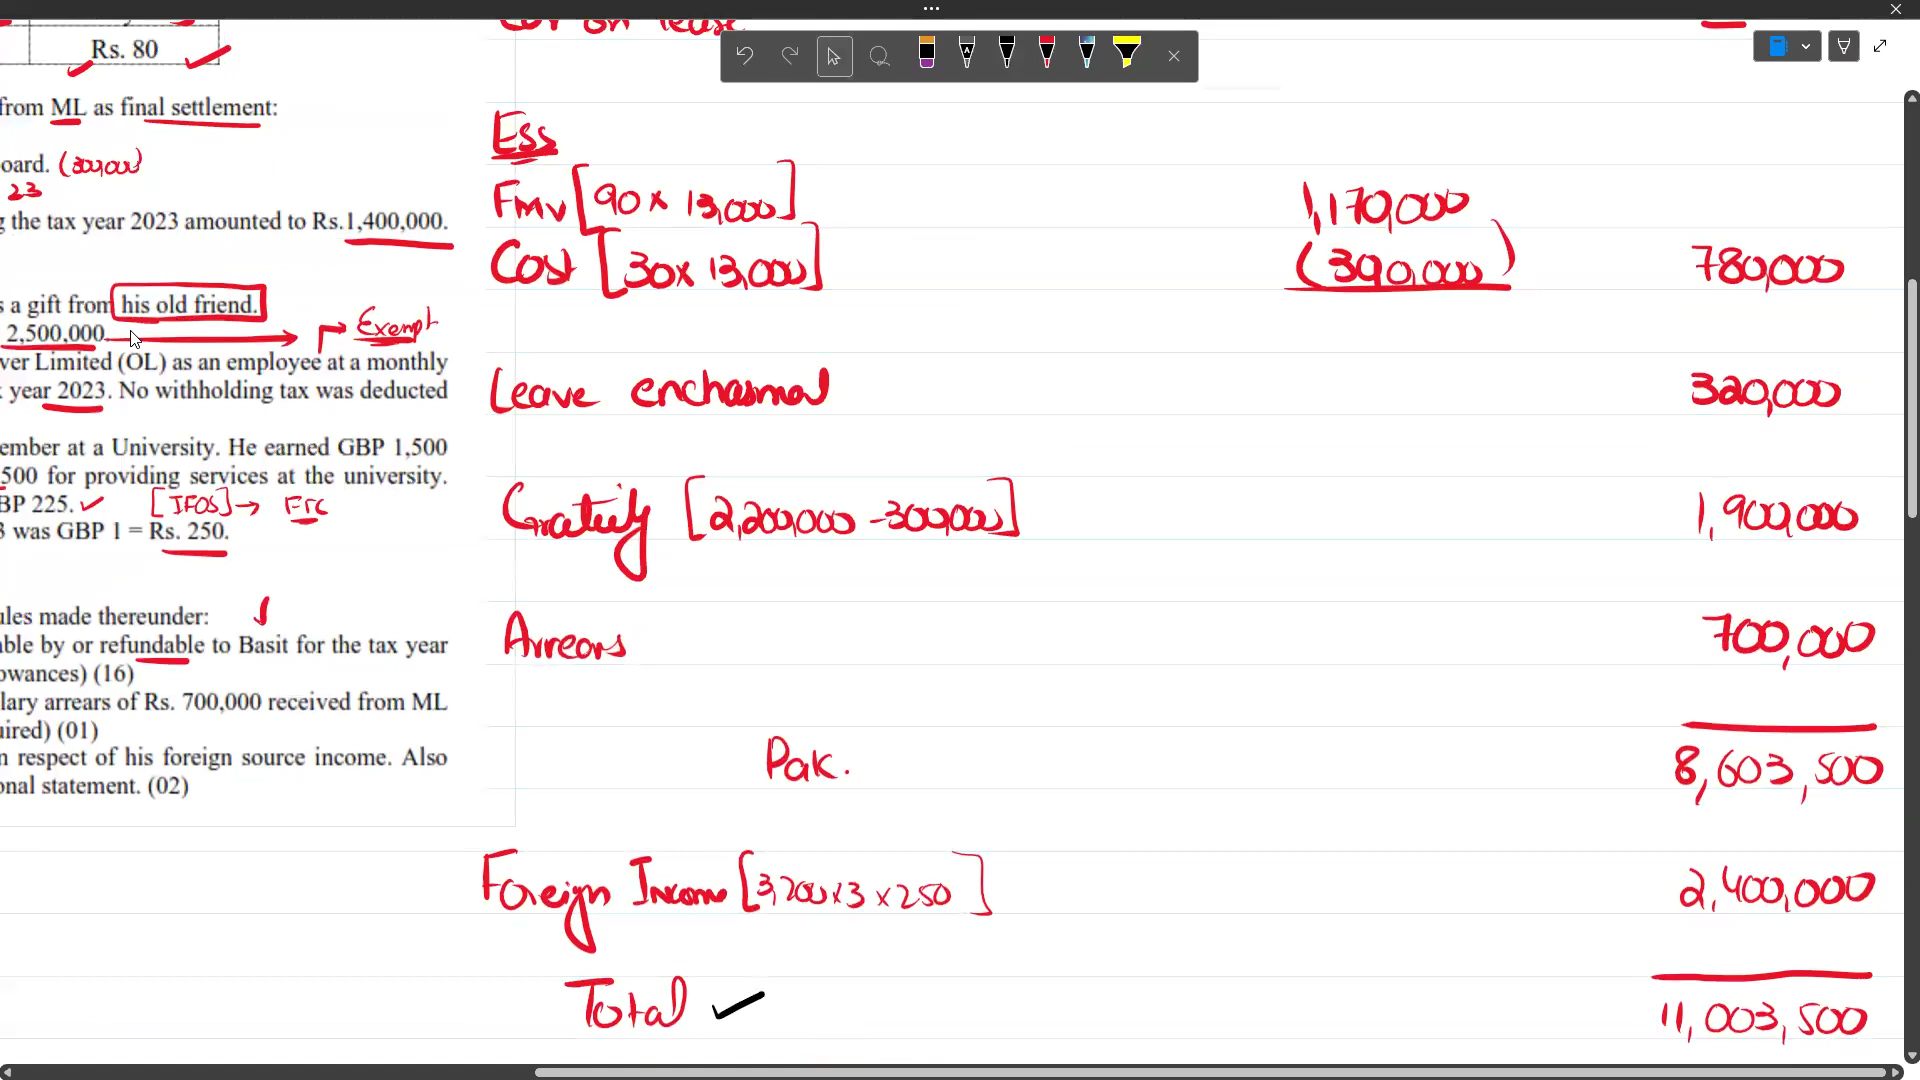 Rs. 80
from ML as final settlement:
oard. (300,000)
23
g the tax year 2023 amounted to Rs.1,400,000.
s a gift from his old friend.
2,500,000. → Exempt
ver Limited (OL) as an employee at a monthly
x year 2023. No withholding tax was deducted
ember at a University. He earned GBP 1,500
,500 for providing services at the university.
BP 225. [IFOS] → FTC
3 was GBP 1 = Rs. 250.
ules made thereunder:
able by or refundable to Basit for the tax year
owances) (16)
lary arrears of Rs. 700,000 received from ML
uired) (01)
n respect of his foreign source income. Also
onal statement. (02)
on lease
Ess
Fmv [90 x 13,000] 1,170,000
Cost [30 x 13,000] (390,000) 780,000
Leave 320,000
[2,200,000 - 300,000] 1,900,000
Arrears 700,000
Pak. 8,603,500
Foreign Income [3,200 x 3 x 250] 2,400,000
Total 11,003,500